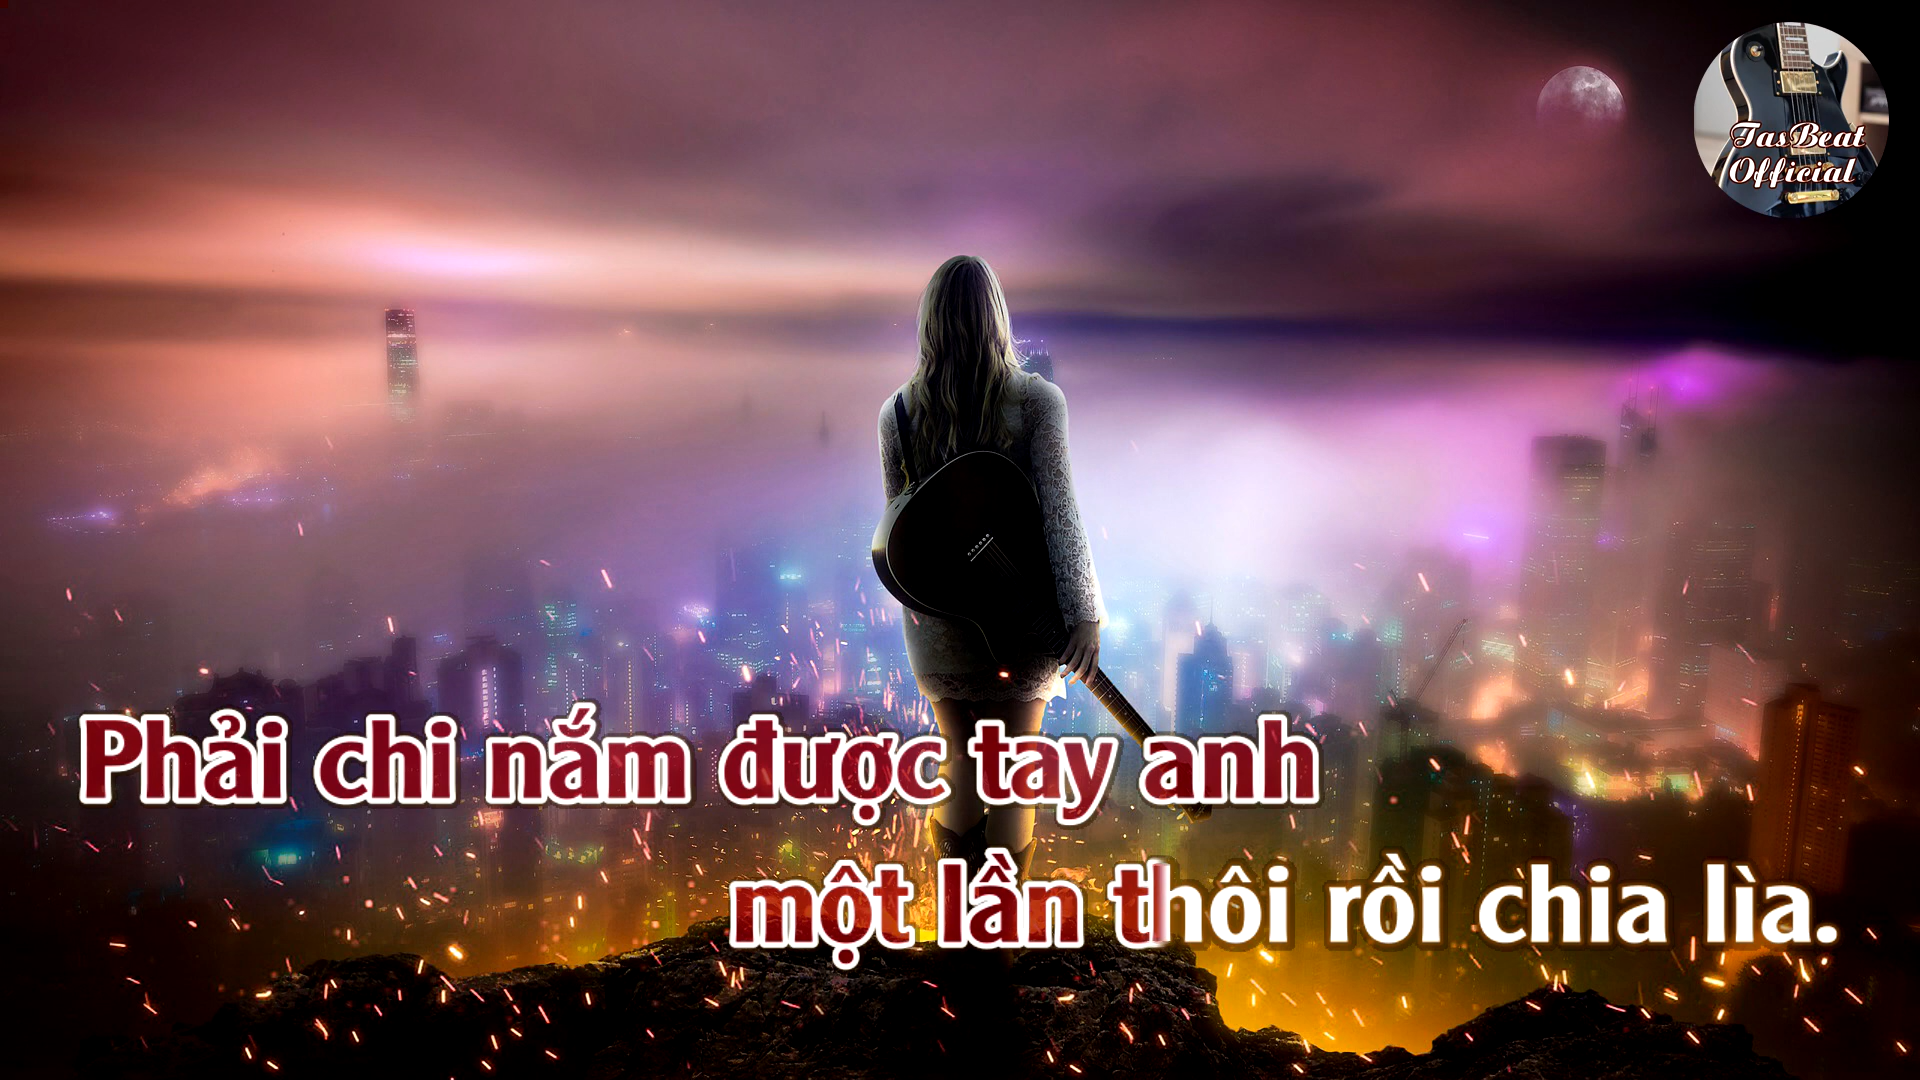 TasBeat
Official
Phải chi nắm được tay anh
một lần thôi rồi chia lìa.